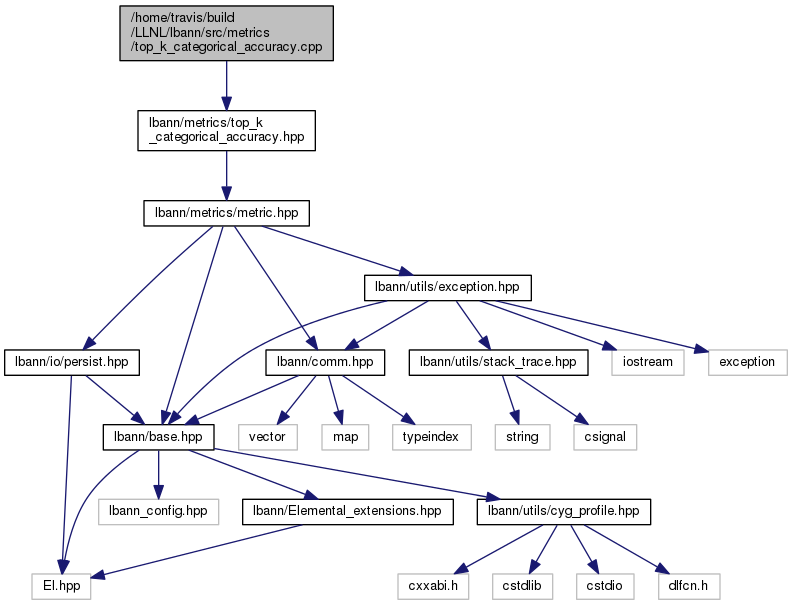 /home/travis/build
/LLNL/lbann/src/metrics
/top_k_categorical_accuracy.cpp
lbann/metrics/top_k
_categorical_accuracy.hpp
lbann/metrics/metric.hpp
lbann/utils/exception.hpp
lbann/io/persist.hpp
lbann/comm.hpp
lbann/utils/stack_trace.hpp
iostream
exception
lbann/base.hpp
vector
map
typeindex
string
csignal
lbann_config.hpp
lbann/Elemental_extensions.hpp
lbann/utils/cyg_profile.hpp
El.hpp
cxxabi.h
cstdlib
cstdio
dlfcn.h